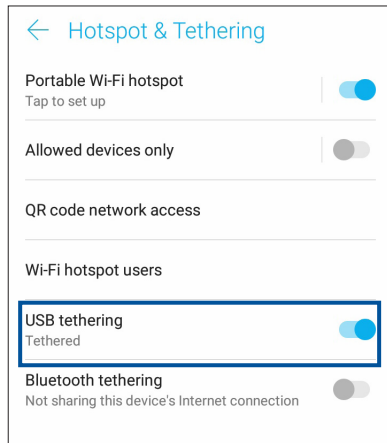 Hotspot & Tethering
Portable Wi-Fi hotspot
Tap to set up
Allowed devices only
QR code network access
Wi-Fi hotspot users
USB tethering
Tethered
Bluetooth tethering
Not sharing this device's Internet connection